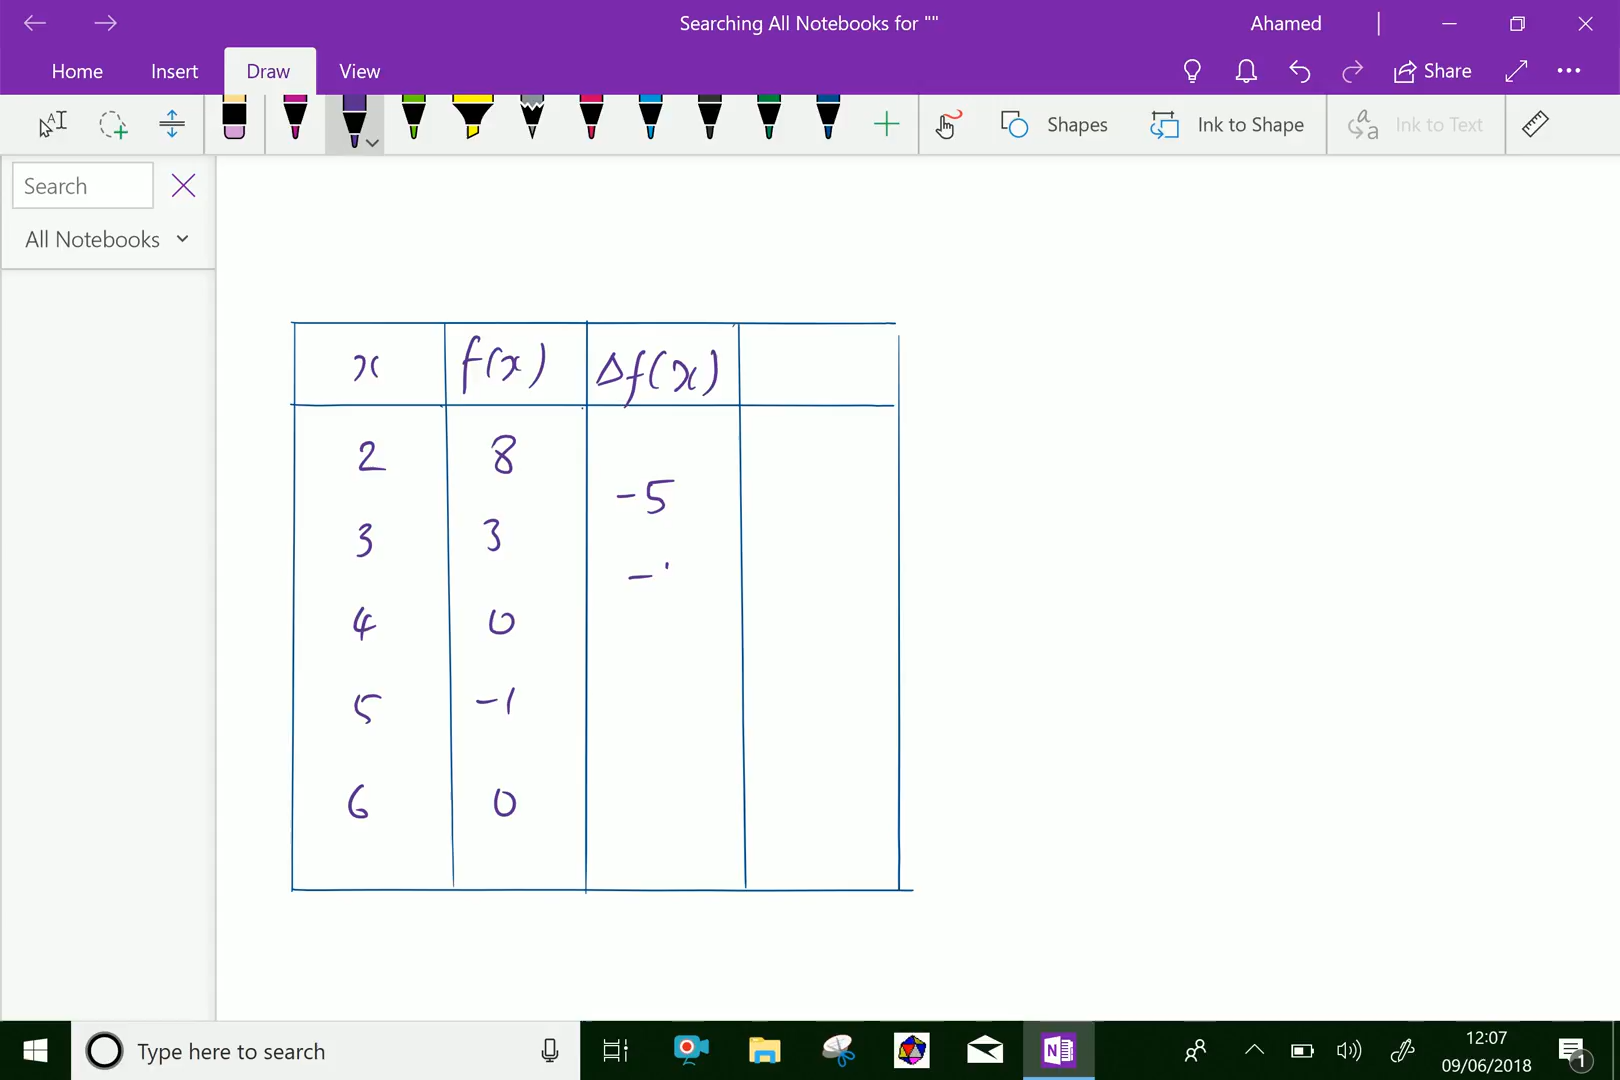 Searching All Notebooks for ""
Ahamed
Home Insert Draw View
Share
Shapes
Ink to Shape
Ink to Text
Search
All Notebooks
x f(x) Δf(x)
2 8
-5
3 3
-
4 0
5 -1
6 0
Type here to search
12:07
09/06/2018
1